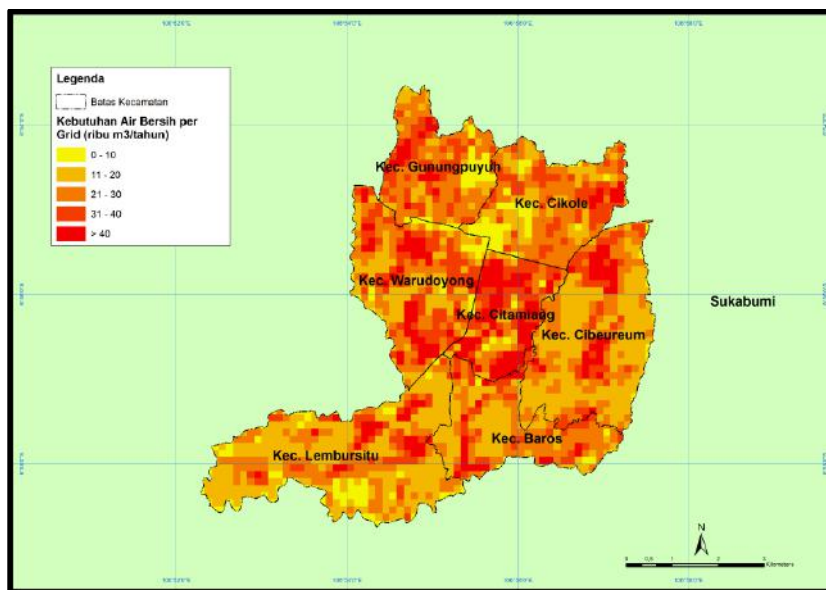 Legenda
Batas Kecamatan
Kebutuhan Air Bersih per
Grid (ribu m3/tahun)
0 - 10
11 - 20
21 - 30
31 - 40
> 40
Kec. Gunungpuyuh
Kec. Cikole
Kec. Warudoyong
Sukabumi
Kec. Citamiang
Kec. Cibeureum
Kec. Baros
Kec. Lembursitu
N
Kilometers